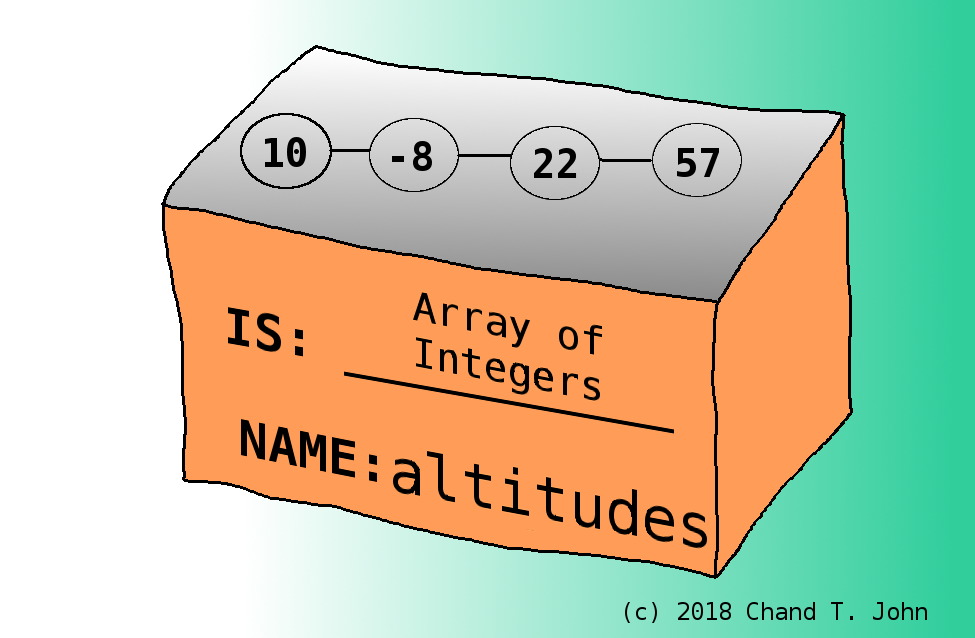 10 -8 22 57
IS: Array of
Integers
NAME:altitudes
(c) 2018 Chand T. John